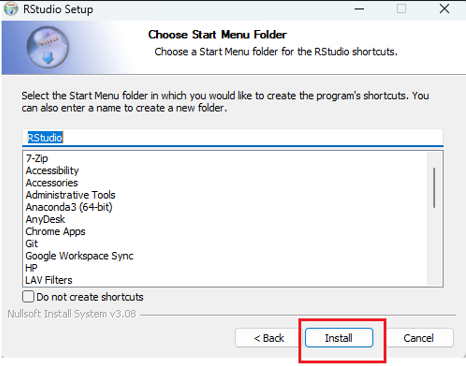 RStudio Setup
Choose Start Menu Folder
Choose a Start Menu folder for the RStudio shortcuts.
Select the Start Menu folder in which you would like to create the program's shortcuts. You
can also enter a name to create a new folder.
RStudio
7-Zip
Accessibility
Accessories
Administrative Tools
Anaconda3 (64-bit)
AnyDesk
Chrome Apps
Git
Google Workspace Sync
HP
LAV Filters
Do not create shortcuts
Nullsoft Install System v3.08
< Back
Install
Cancel